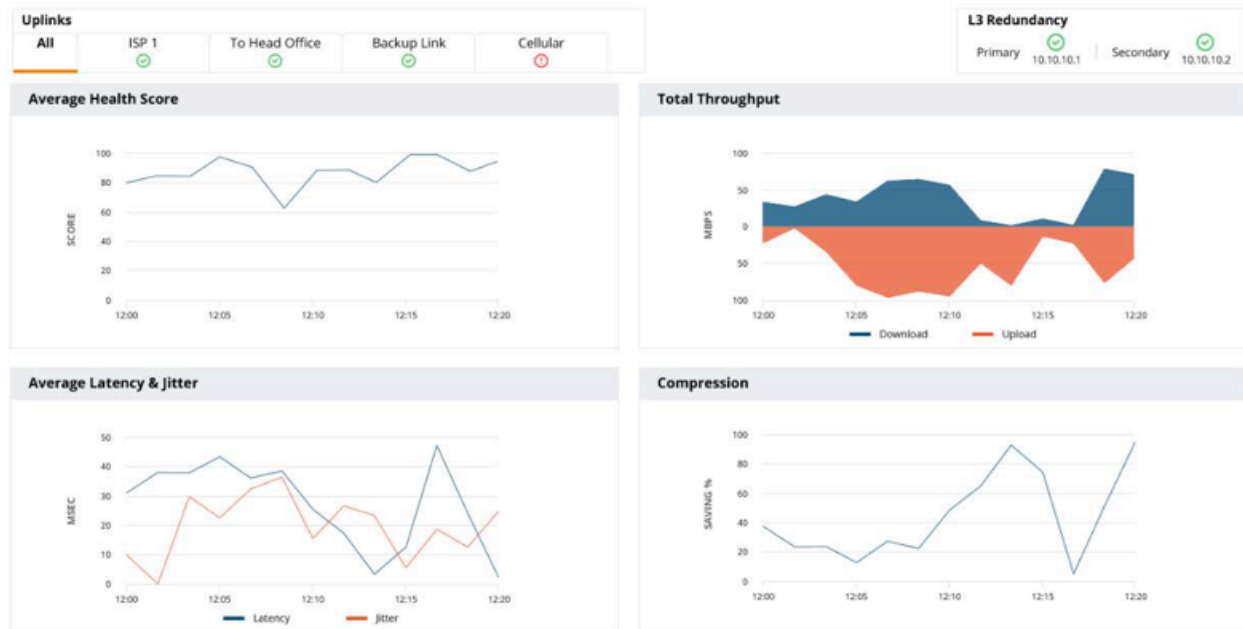 Uplinks
All ISP 1 To Head Office Backup Link Cellular
L3 Redundancy
Primary 10.10.10.1 Secondary 10.10.10.2
Average Health Score
100
80
60
40
20
0
SCORE
12:00 12:05 12:10 12:15 12:20
Total Throughput
100
50
0
50
100
MBPS
12:00 12:05 12:10 12:15 12:20
Download Upload
Average Latency & Jitter
50
40
30
20
10
0
MSEC
12:00 12:05 12:10 12:15 12:20
Latency Jitter
Compression
100
80
60
40
20
0
SAVING %
12:00 12:05 12:10 12:15 12:20